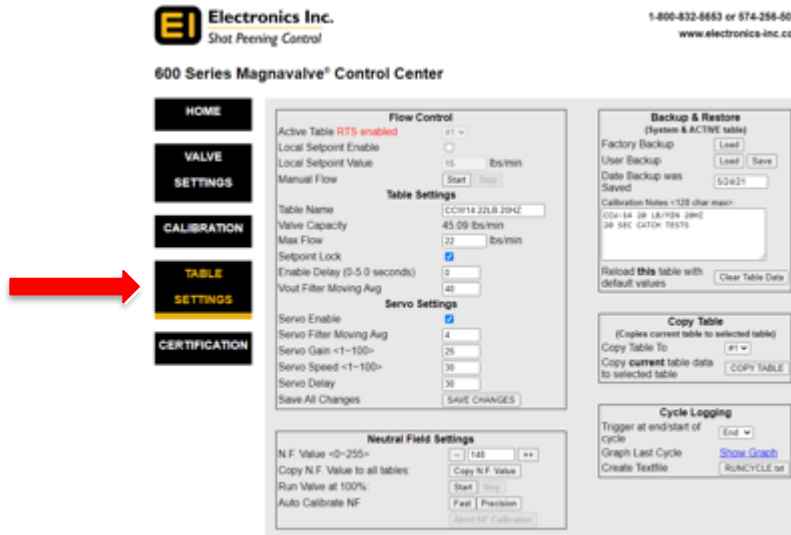 EI Electronics Inc.
Shot Peening Control
1-800-832-5653 or 574-256-50
www.electronics-inc.co
600 Series Magnavalve® Control Center
HOME
VALVE
SETTINGS
CALIBRATION
TABLE
SETTINGS
CERTIFICATION
Flow Control
Active Table RTS enabled #1
Local Setpoint Enable
Local Setpoint Value 15 lbs/min
Manual Flow Start Stop
Table Settings
Table Name CCW14 22LB 20HZ
Valve Capacity 45.09 lbs/min
Max Flow 22 lbs/min
Setpoint Lock
Enable Delay (0-5.0 seconds) 0
Vout Filter Moving Avg 40
Servo Settings
Servo Enable
Servo Filter Moving Avg 4
Servo Gain <1~100> 25
Servo Speed <1~100> 30
Servo Delay 30
Save All Changes SAVE CHANGES
Neutral Field Settings
N.F. Value <0~255> -- 148 ++
Copy N.F. Value to all tables: Copy N.F. Value
Run Valve at 100%: Start Stop
Auto Calibrate NF Fast Precision
Abort NF Calibration
Backup & Restore
(System & ACTIVE table)
Factory Backup Load
User Backup Load Save
Date Backup was
Saved 5/24/21
Calibration Notes <128 char max>:
CCW-14 20 LB/MIN 20HZ
20 SEC CATCH TESTS
Reload this table with
default values Clear Table Data
Copy Table
(Copies current table to selected table)
Copy Table To #1
Copy current table data
to selected table COPY TABLE
Cycle Logging
Trigger at end/start of
cycle End
Graph Last Cycle Show Graph
Create Textfile RUNCYCLE.txt